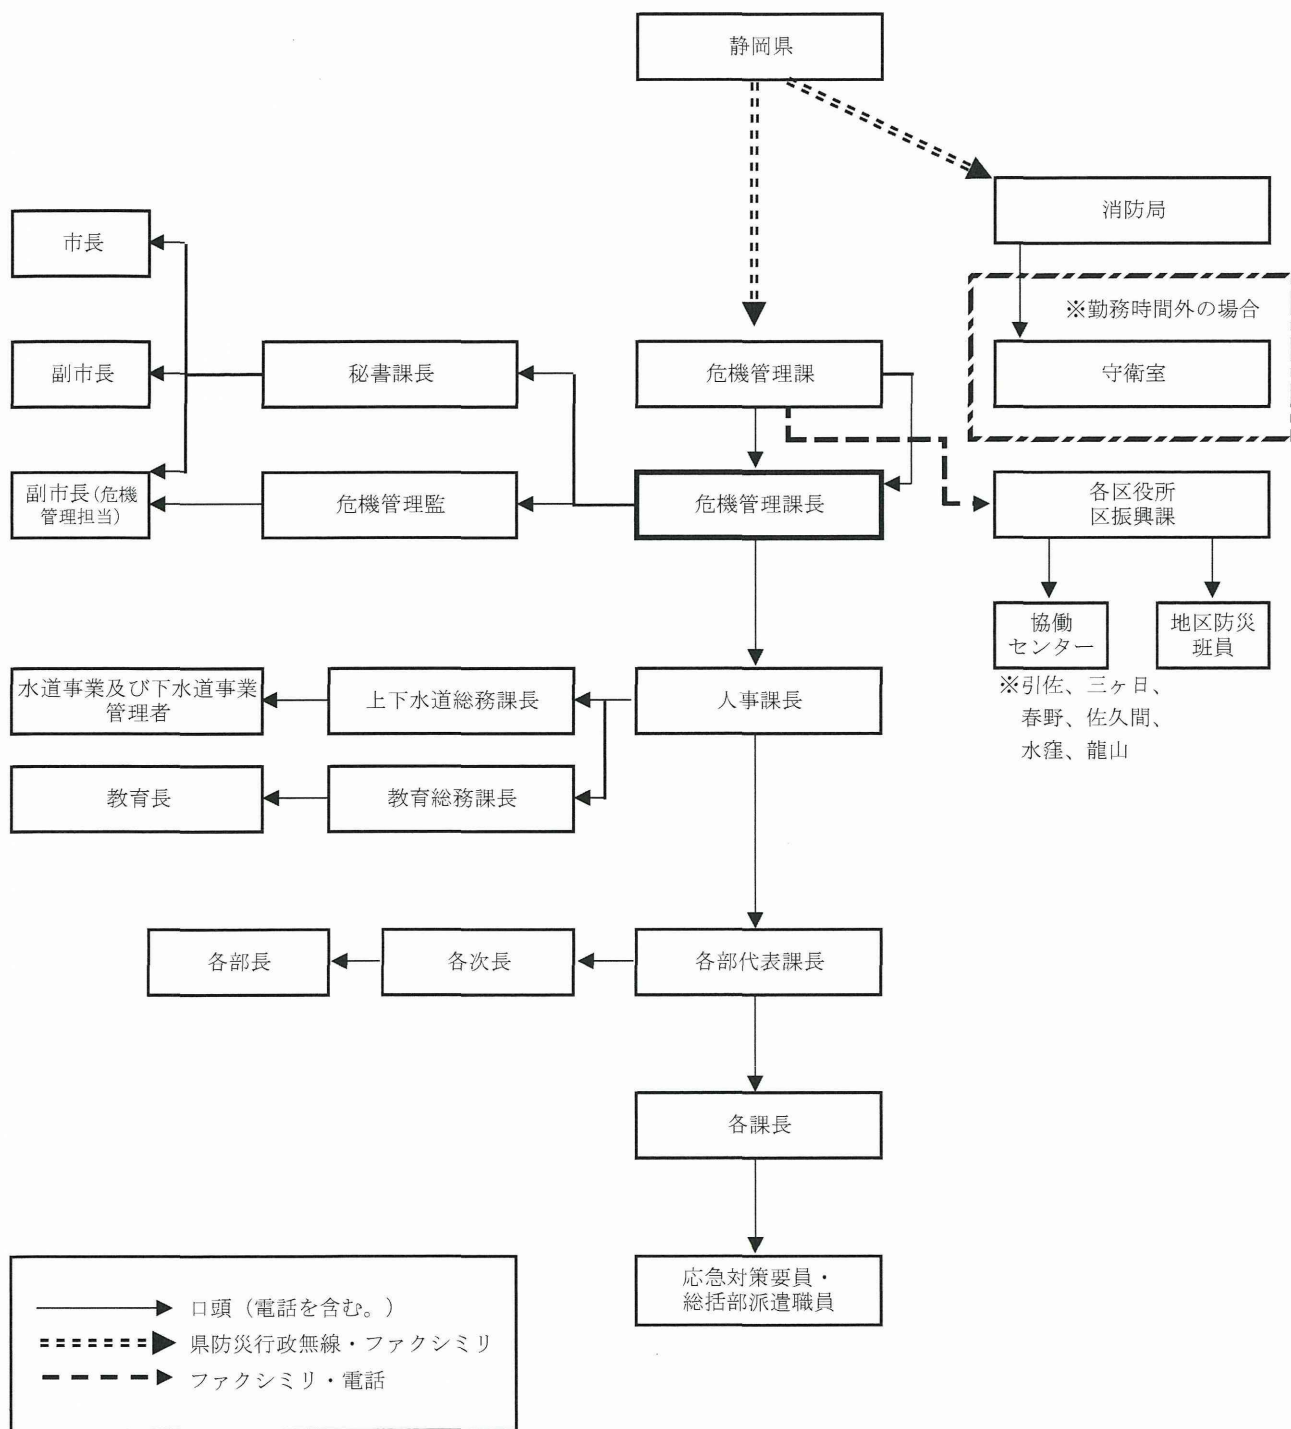 静岡県
消防局
市長
※勤務時間外の場合
副市長
秘書課長
危機管理課
守衛室
副市長(危機
管理担当)
危機管理監
危機管理課長
各区役所
区振興課
協働
センター
地区防災
班員
※引佐、三ヶ日、
春野、佐久間、
水窪、龍山
水道事業及び下水道事業
管理者
上下水道総務課長
人事課長
教育長
教育総務課長
各部長
各次長
各部代表課長
各課長
応急対策要員・
総括部派遣職員
口頭（電話を含む。）
県防災行政無線・ファクシミリ
ファクシミリ・電話